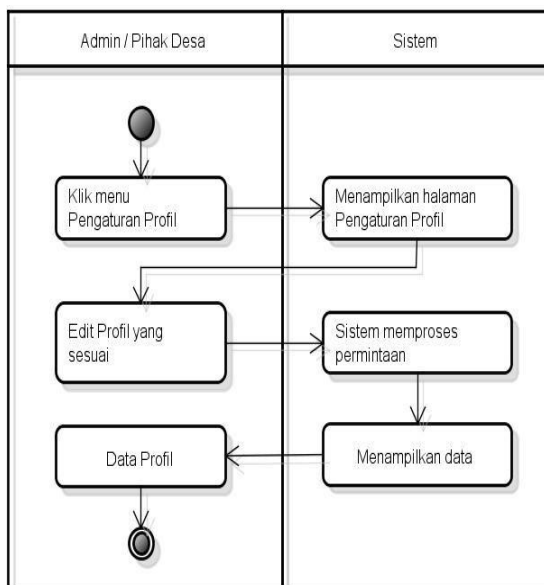 Admin / Pihak Desa
Sistem
Klik menu
Pengaturan Profil
Menampilkan halaman
Pengaturan Profil
Edit Profil yang
sesuai
Sistem memproses
permintaan
Menampilkan data
Data Profil